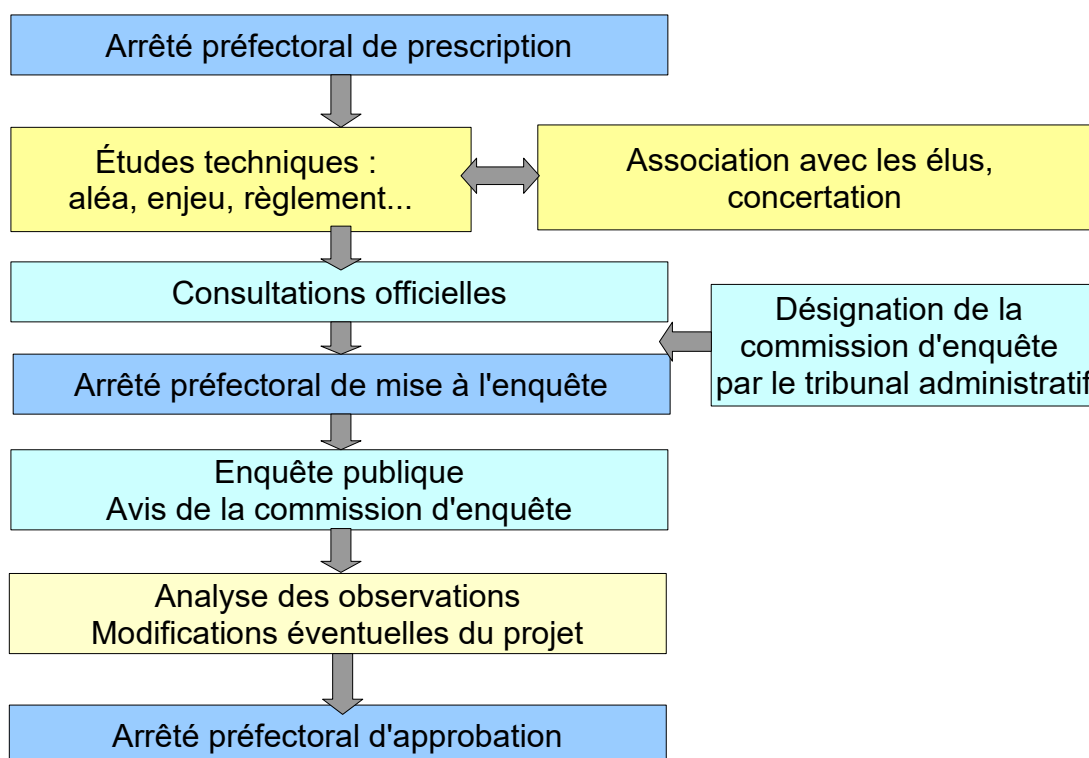 Arrêté préfectoral de prescription
Études techniques :
aléa, enjeu, règlement...
Association avec les élus,
concertation
Consultations officielles
Désignation de la
commission d'enquête
par le tribunal administratif
Arrêté préfectoral de mise à l'enquête
Enquête publique
Avis de la commission d'enquête
Analyse des observations
Modifications éventuelles du projet
Arrêté préfectoral d'approbation